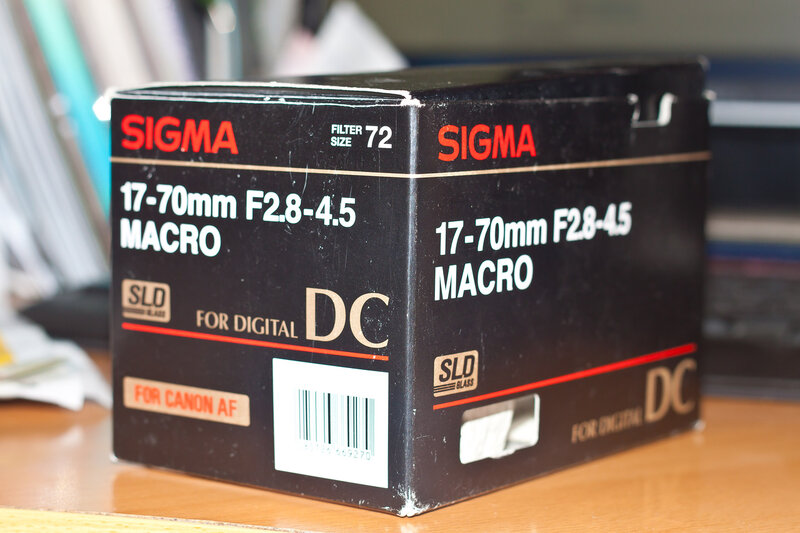 SIGMA
FILTER
SIZE 72
17-70mm F2.8-4.5
MACRO
SLD
GLASS
FOR DIGITAL DC
FOR CANON AF
SIGMA
17-70mm F2.8-4.5
MACRO
SLD
GLASS
FOR DIGITAL DC